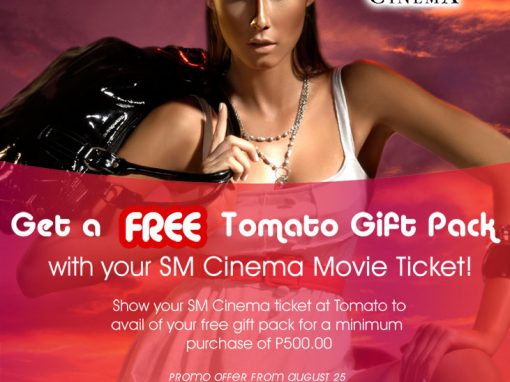 CINEMA
Get a FREE Tomato Gift Pack
with your SM Cinema Movie Ticket!
Show your SM Cinema ticket at Tomato to
avail of your free gift pack for a minimum
purchase of P500.00
PROMO OFFER FROM AUGUST 25